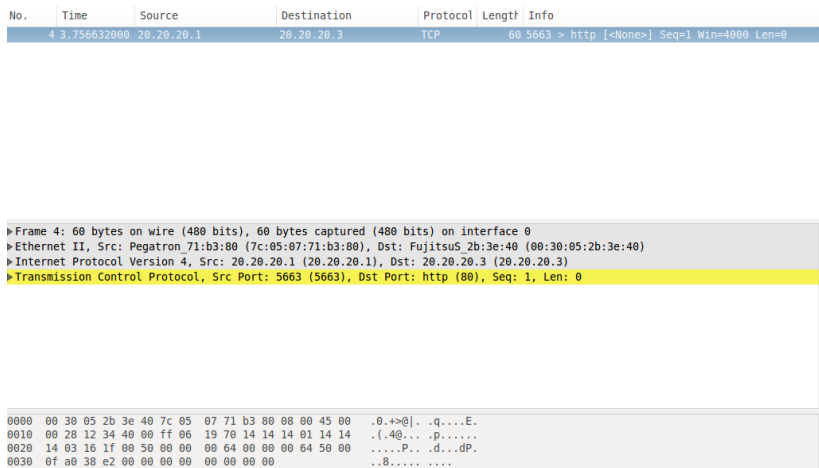 No. Time Source Destination Protocol Length Info
4 3.756632000 20.20.20.1 20.20.20.3 TCP 60 5663 > http [<None>] Seq=1 Win=4000 Len=0
Frame 4: 60 bytes on wire (480 bits), 60 bytes captured (480 bits) on interface 0
Ethernet II, Src: Pegatron_71:b3:80 (7c:05:07:71:b3:80), Dst: FujitsuS_2b:3e:40 (00:30:05:2b:3e:40)
Internet Protocol Version 4, Src: 20.20.20.1 (20.20.20.1), Dst: 20.20.20.3 (20.20.20.3)
Transmission Control Protocol, Src Port: 5663 (5663), Dst Port: http (80), Seq: 1, Len: 0
0000 00 30 05 2b 3e 40 7c 05 07 71 b3 80 08 00 45 00 .0.+>@|. .q....E.
0010 00 28 12 34 40 00 ff 06 19 70 14 14 14 01 14 14 .(.4@... .p......
0020 14 03 16 1f 00 50 00 00 00 64 00 00 00 64 50 00 .....P.. .d...dP.
0030 0f a0 38 e2 00 00 00 00 00 00 00 00 ..8..... ....